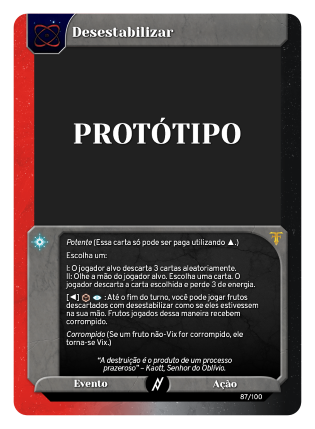 Desestabilizar
PROTÓTIPO
Potente (Essa carta só pode ser paga utilizando ▲.)
Escolha um:
I: O jogador alvo descarta 3 cartas aleatoriamente.
II: Olhe a mão do jogador alvo. Escolha uma carta. O
jogador descarta a carta escolhida e perde 3 de energia.
[◄] : Até o fim do turno, você pode jogar frutos
descartados com desestabilizar como se eles estivessem
na sua mão. Frutos jogados dessa maneira recebem
corrompido.
Corrompido (Se um fruto não-Vix for corrompido, ele
torna-se Vix.)
“A destruição é o produto de um processo
prazeroso” – Káott, Senhor do Oblívio.
Evento
Ação
87/100